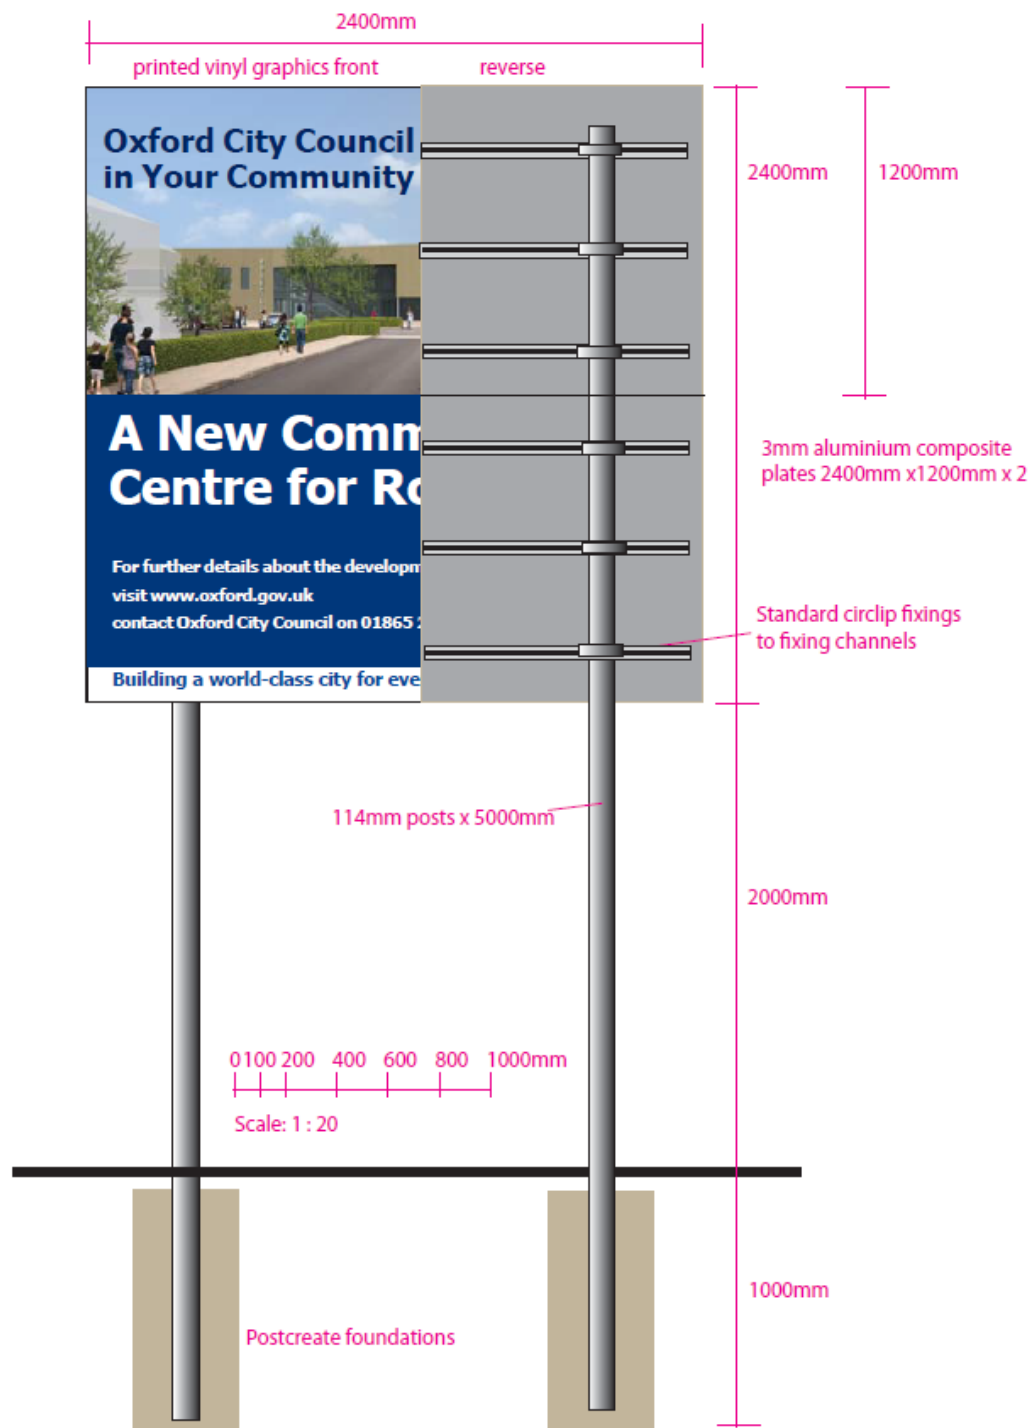 2400mm
printed vinyl graphics front
reverse
Oxford City Council
in Your Community
2400mm
1200mm
A New Comm
Centre for Ro
3mm aluminium composite
plates 2400mm x1200mm x 2
For further details about the developm
visit www.oxford.gov.uk
contact Oxford City Council on 01865 2
Standard circlip fixings
to fixing channels
Building a world-class city for eve
114mm posts x 5000mm
2000mm
0 100 200 400 600 800 1000mm
Scale: 1 : 20
1000mm
Postcreate foundations